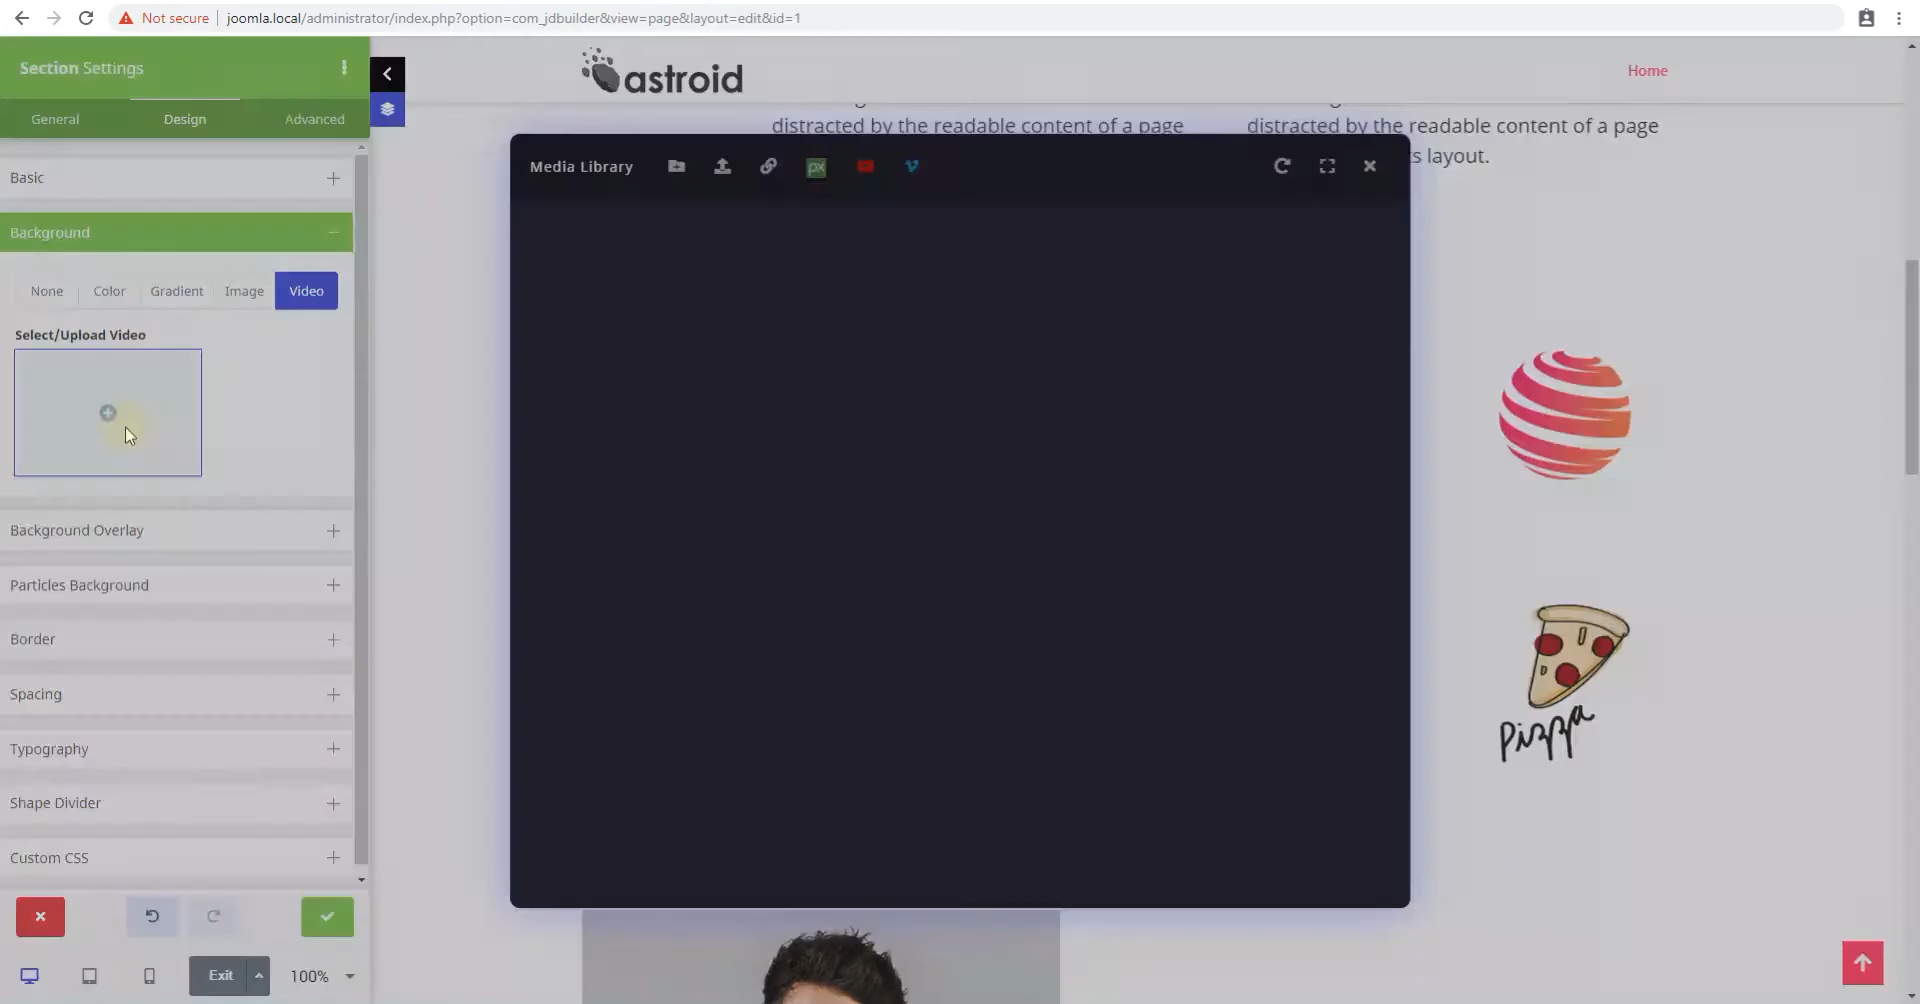 Not secure
joomla.local/administrator/index.php?option=com_jdbuilder&view=page&layout=edit&id=1
Section Settings
General
Design
Advanced
Basic
Background
None
Color
Gradient
Image
Video
Select/Upload Video
Background Overlay
Particles Background
Border
Spacing
Typography
Shape Divider
Custom CSS
Exit
100%
astroid
Home
distracted by the readable content of a page
distracted by the readable content of a page
layout.
Media Library
px
Pizza